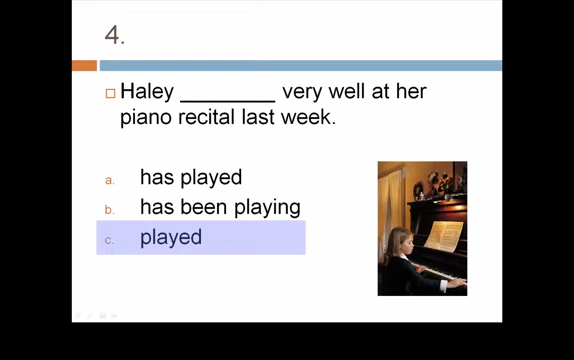 4.
Haley ________ very well at her
piano recital last week.
a. has played
b. has been playing
c. played